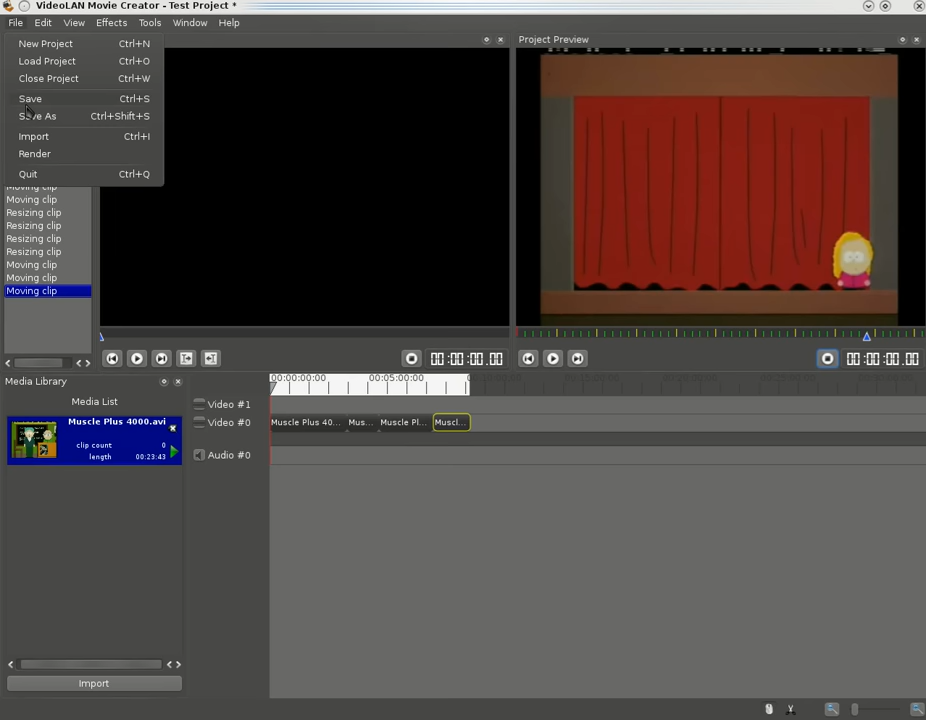 VideoLAN Movie Creator - Test Project *
File Edit View Effects Tools Window Help
New Project Ctrl+N
Load Project Ctrl+O
Close Project Ctrl+W
Save Ctrl+S
Save As Ctrl+Shift+S
Import Ctrl+I
Render
Quit Ctrl+Q
Moving clip
Moving clip
Resizing clip
Resizing clip
Resizing clip
Resizing clip
Moving clip
Moving clip
Moving clip
00:00:00.00
Project Preview
00:00:00.00
Media Library
Media List
Muscle Plus 4000.avi
clip count 0
length 00:23:43
Import
00:00:00:00 00:05:00:00
Video #1
Video #0 Muscle Plus 40... Mus... Muscle Pl... Muscl...
Audio #0